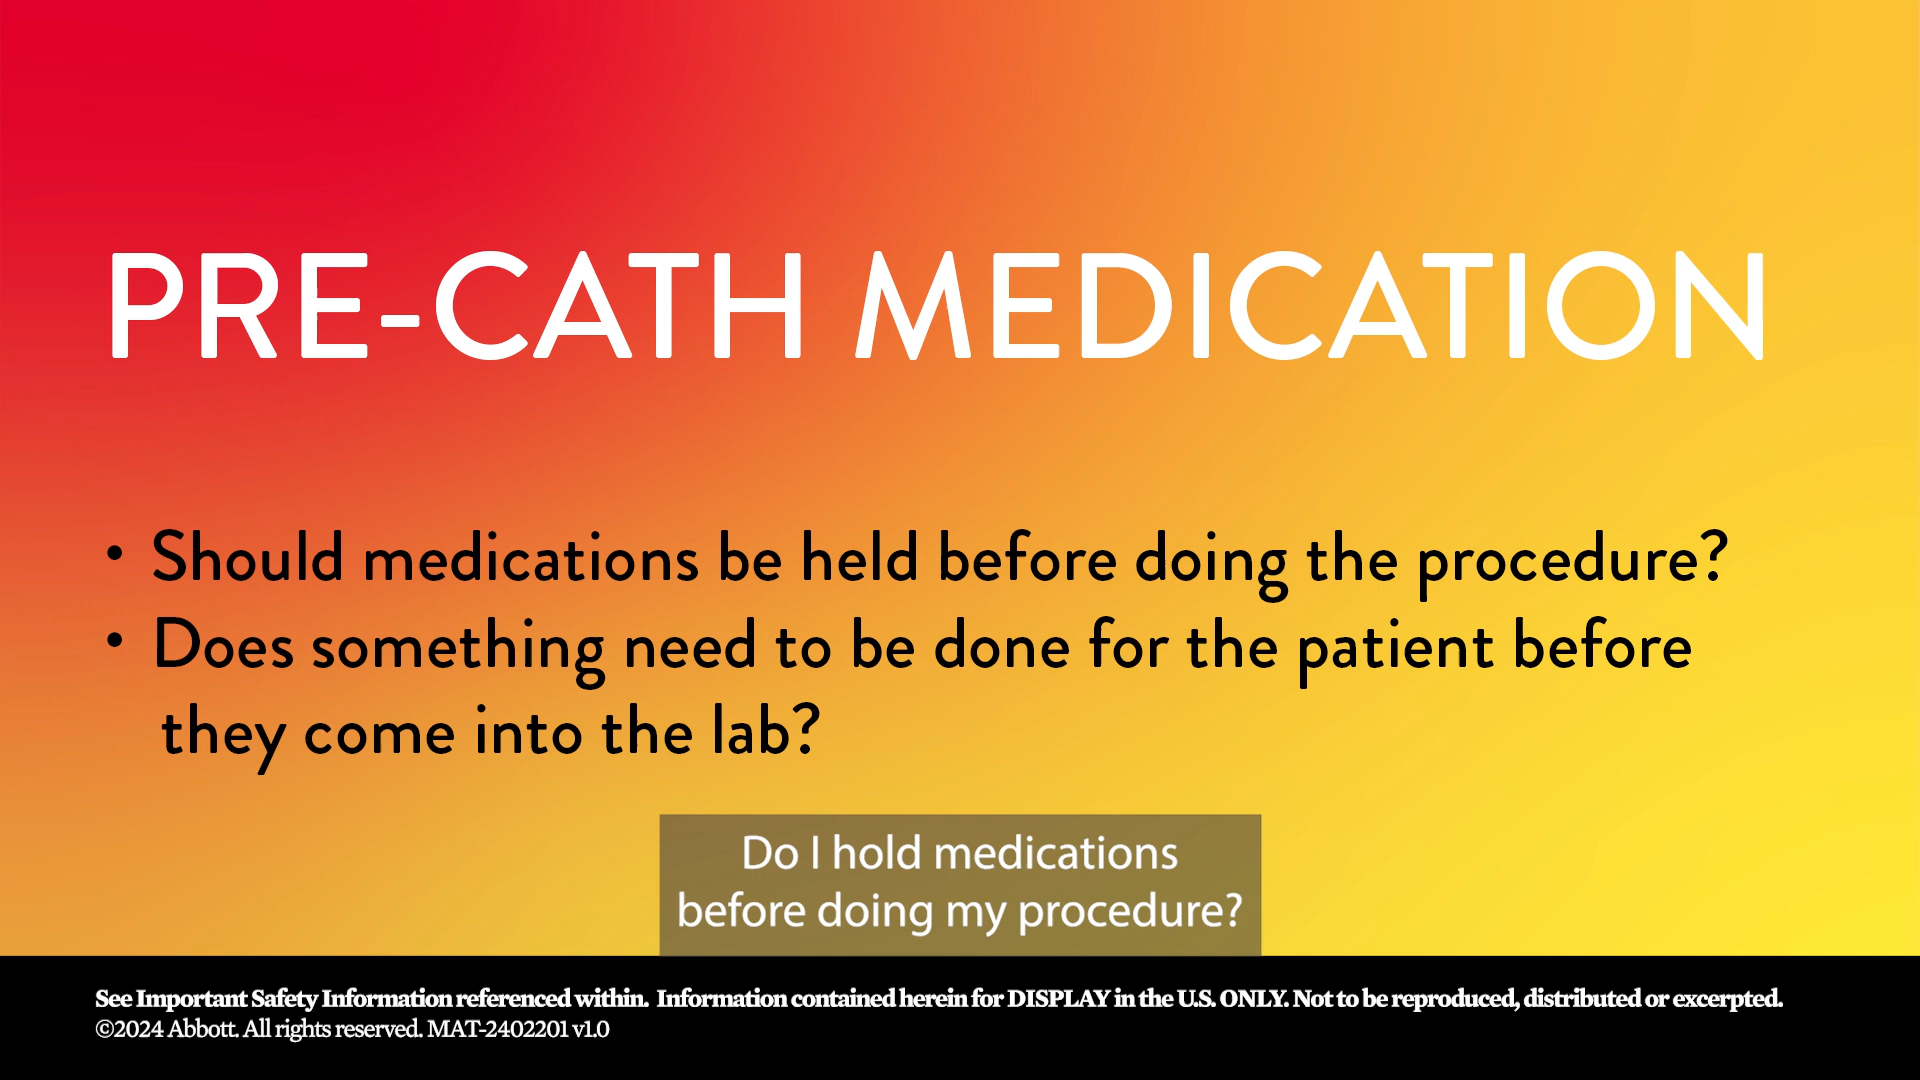 PRE-CATH MEDICATION
• Should medications be held before doing the procedure?
• Does something need to be done for the patient before
they come into the lab?
Do I hold medications
before doing my procedure?
See Important Safety Information referenced within. Information contained herein for DISPLAY in the U.S. ONLY. Not to be reproduced, distributed or excerpted.
©2024 Abbott. All rights reserved. MAT-2402201 v1.0